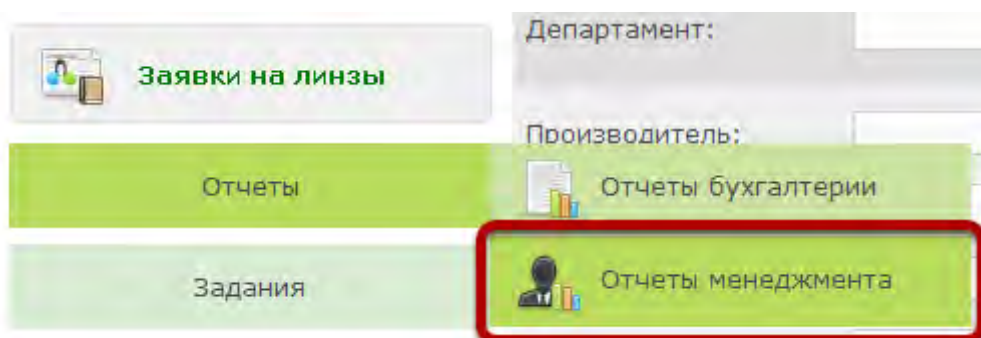 Департамент:
Заявки на линзы
Производитель:
Отчеты
Отчеты бухгалтерии
Задания
Отчеты менеджмента